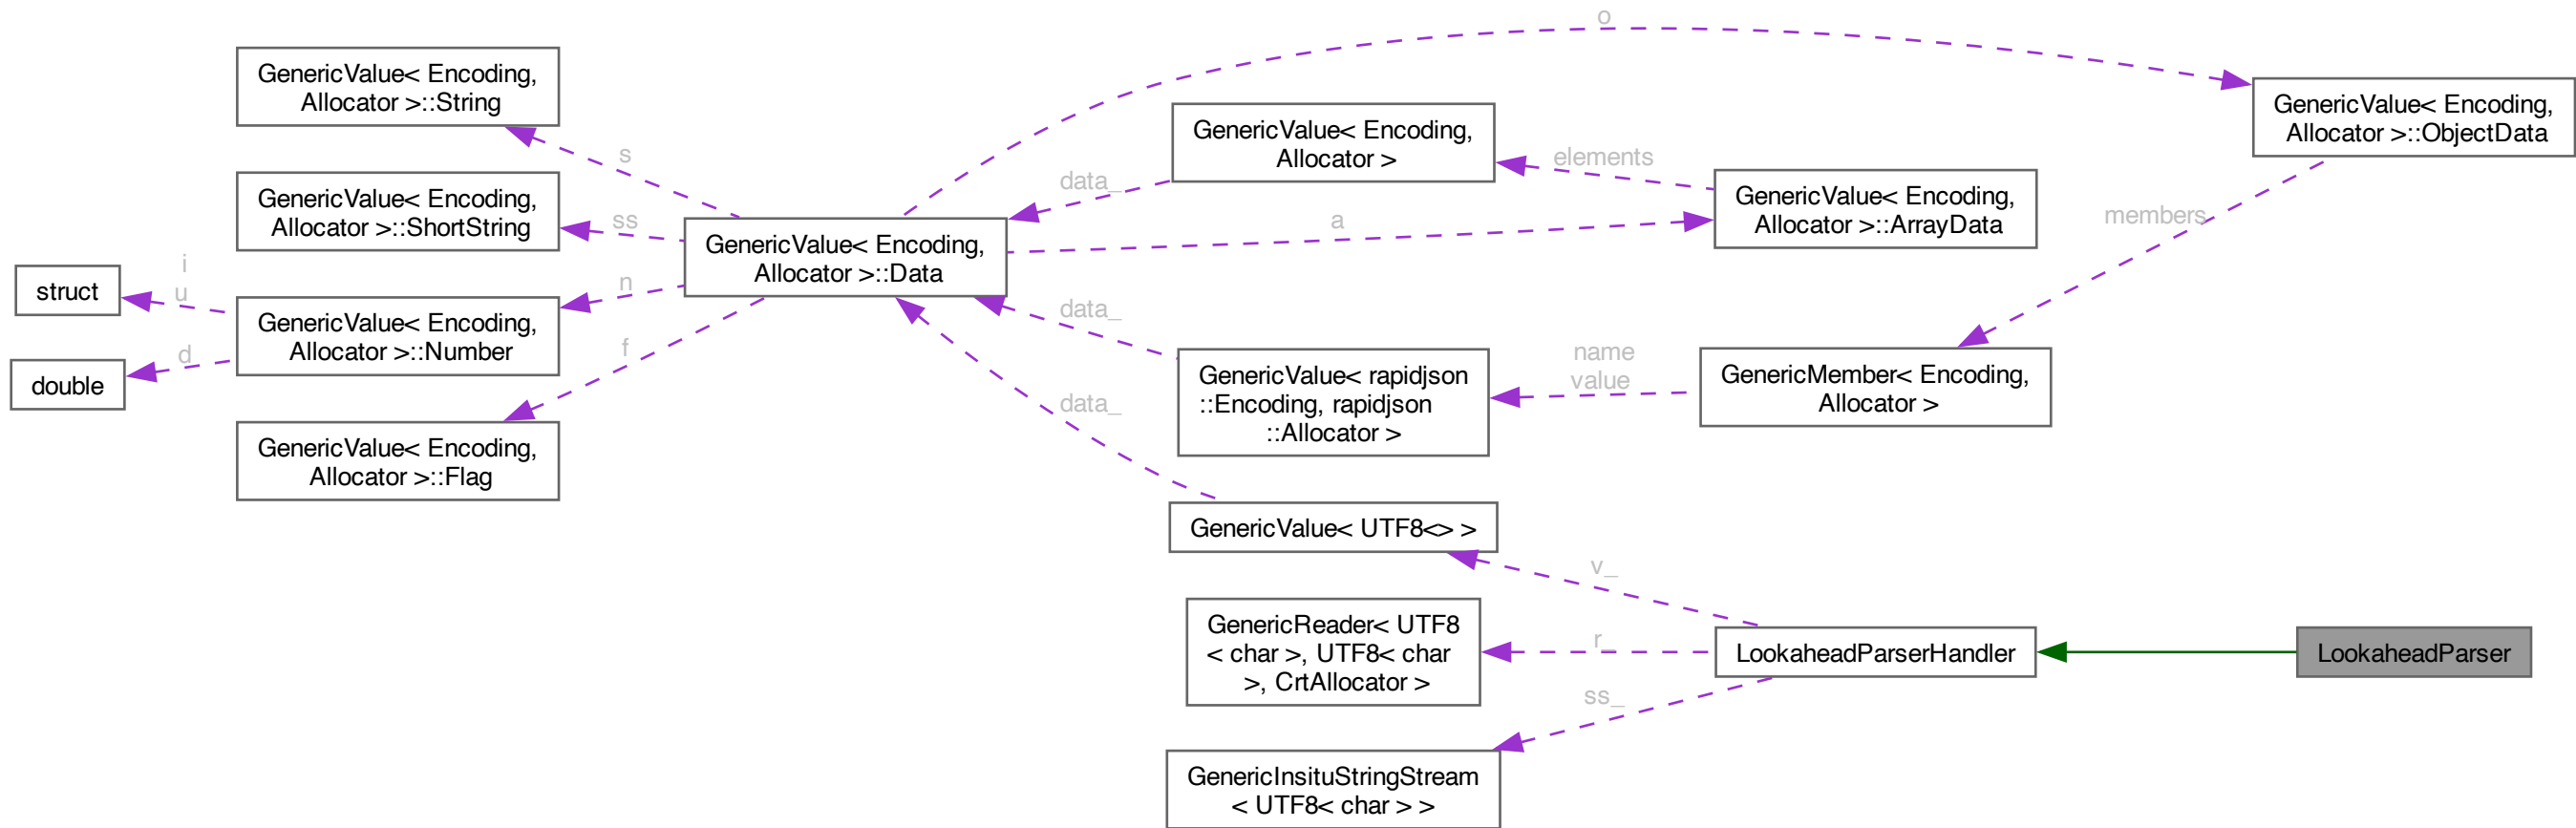 o
GenericValue< Encoding,
Allocator >::String
GenericValue< Encoding,
Allocator >::ObjectData
s
GenericValue< Encoding,
Allocator >
elements
data_
GenericValue< Encoding,
Allocator >::ShortString
ss
GenericValue< Encoding,
Allocator >::ArrayData
members
a
GenericValue< Encoding,
Allocator >::Data
i
u
struct
n
GenericValue< Encoding,
Allocator >::Number
data_
d
double
f
name
value
GenericValue< rapidjson
::Encoding, rapidjson
::Allocator >
GenericMember< Encoding,
Allocator >
data_
GenericValue< Encoding,
Allocator >::Flag
GenericValue< UTF8<> >
v_
GenericReader< UTF8
< char >, UTF8< char
>, CrtAllocator >
r_
LookaheadParserHandler
LookaheadParser
ss_
GenericInsituStringStream
< UTF8< char > >